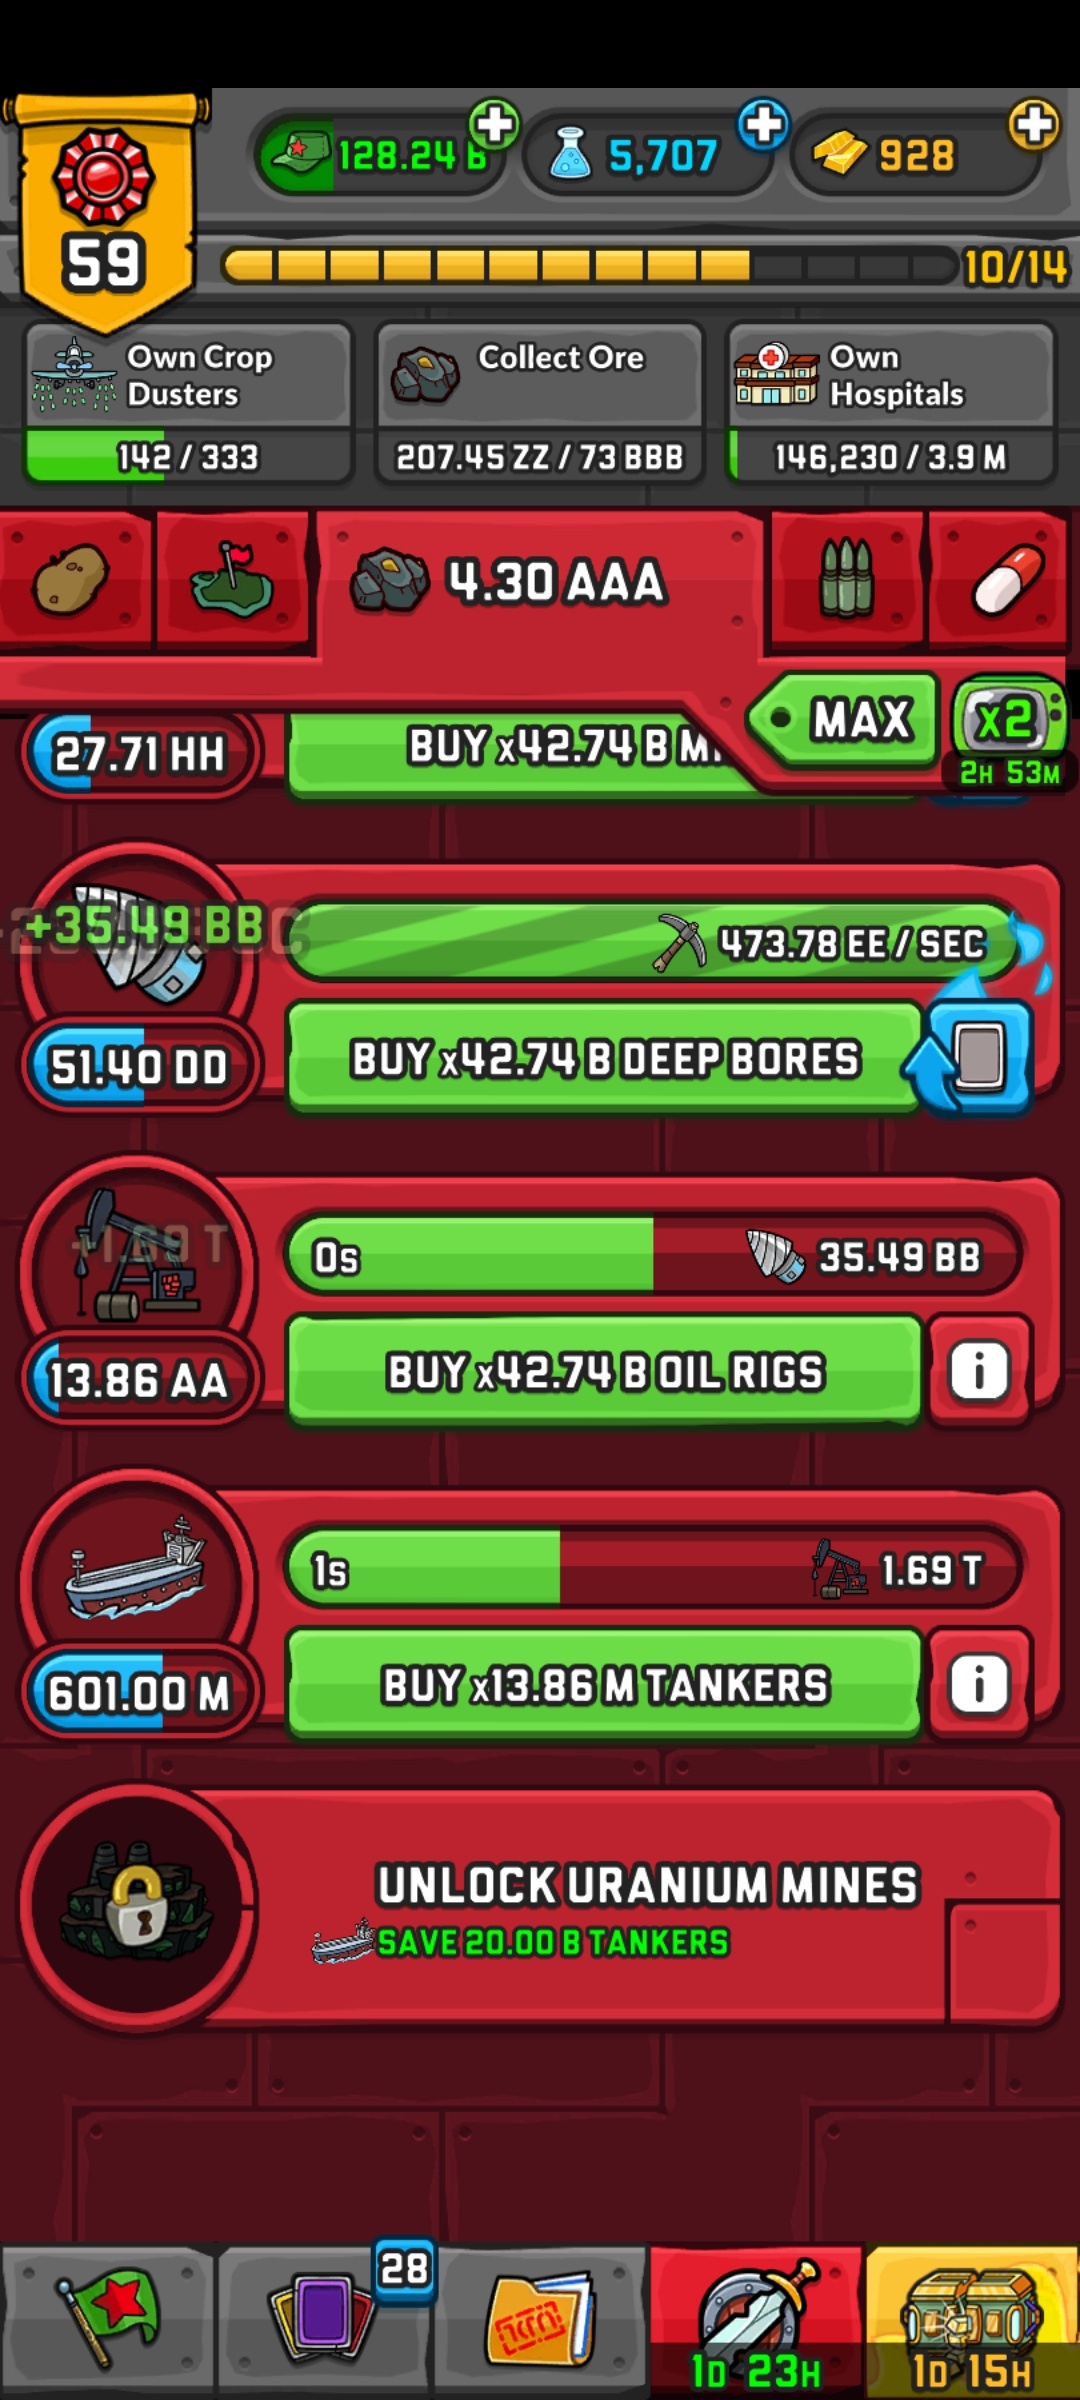 128.24 B
5,707
928
59
10/14
Own Crop
Dusters
142 / 333
Collect Ore
207.45 ZZ / 73 BBB
Own
Hospitals
146,230 / 3.9 M
4.30 AAA
MAX
x2
2H 53M
27.71 HH
BUY x42.74 B
+35.49 BB
473.78 EE / SEC
51.40 DD
BUY x42.74 B DEEP BORES
+1.69 T
0s
35.49 BB
13.86 AA
BUY x42.74 B OIL RIGS
1s
1.69 T
601.00 M
BUY x13.86 M TANKERS
UNLOCK URANIUM MINES
SAVE 20.00 B TANKERS
28
1D 23H
1D 15H